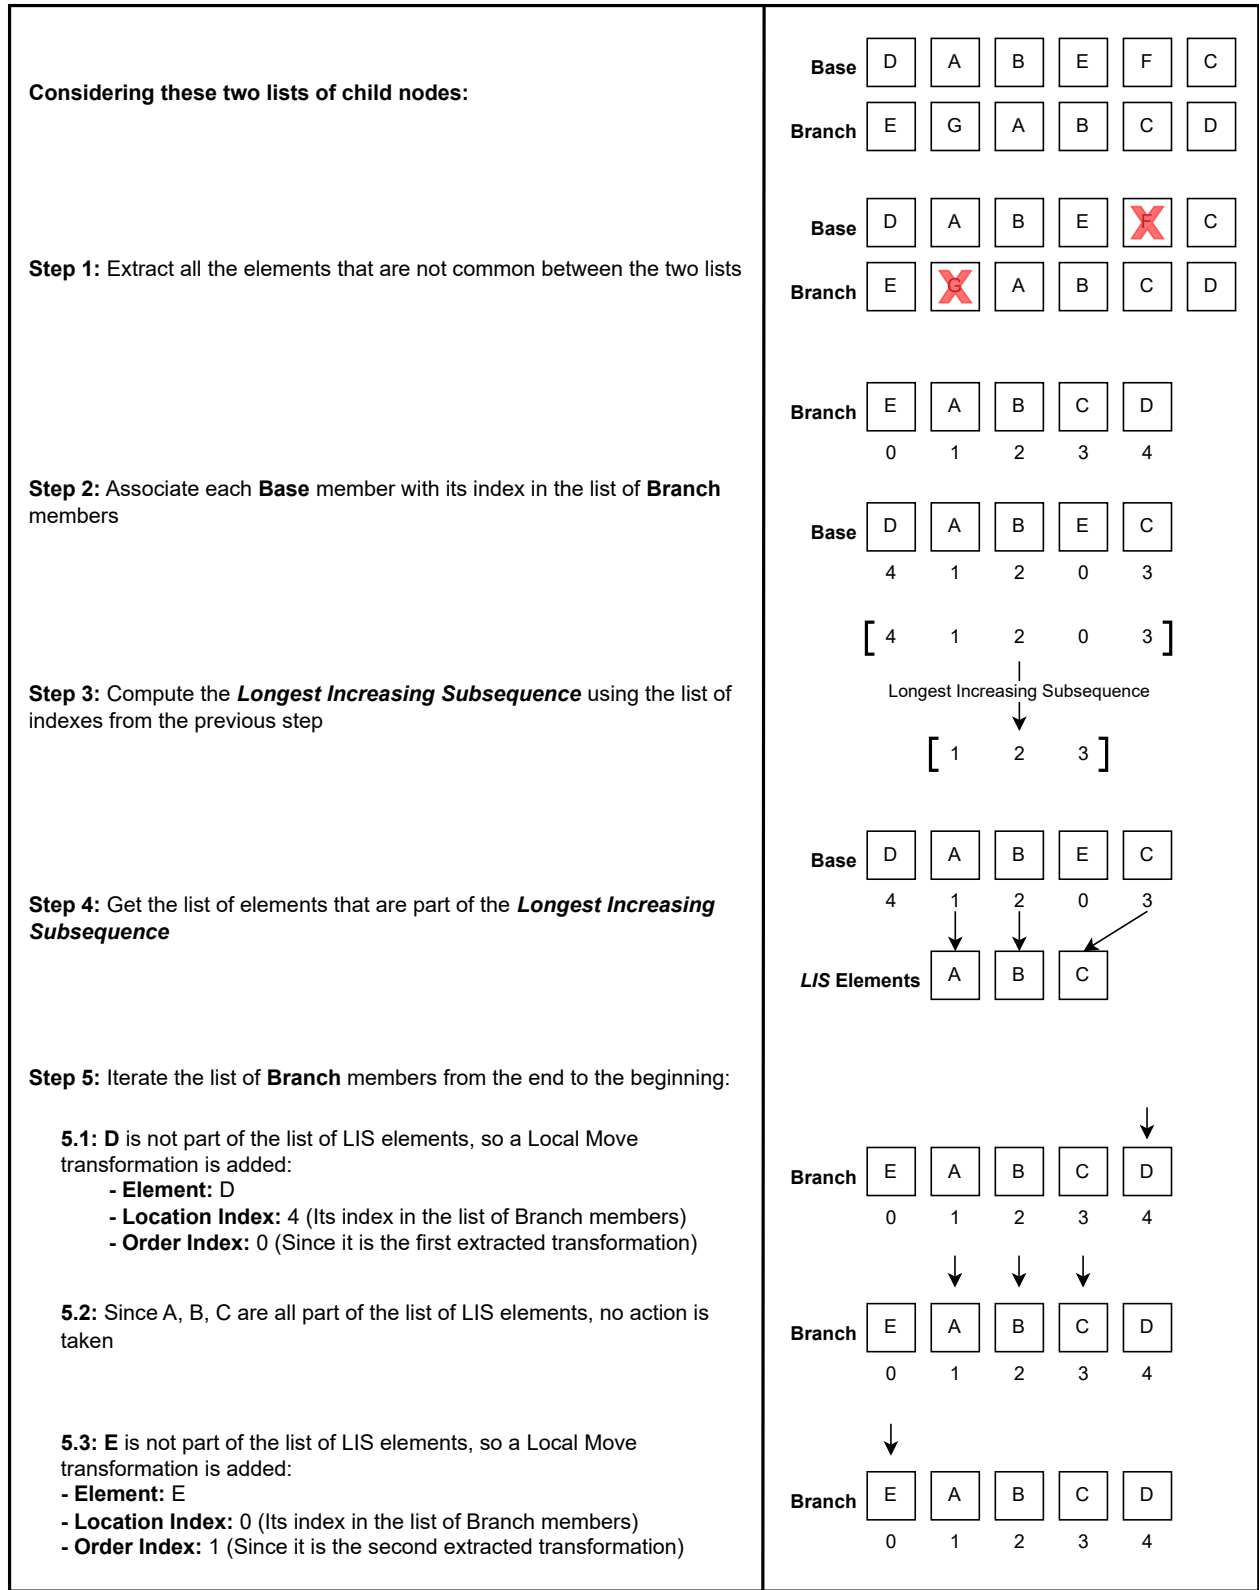 Considering these two lists of child nodes:
Base D A B E F C
Branch E G A B C D
Step 1: Extract all the elements that are not common between the two lists
Base D A B E F C
Branch E G A B C D
Step 2: Associate each Base member with its index in the list of Branch
members
Branch E A B C D
0 1 2 3 4
Base D A B E C
4 1 2 0 3
Step 3: Compute the Longest Increasing Subsequence using the list of
indexes from the previous step
[ 4 1 2 0 3 ]
Longest Increasing Subsequence
[ 1 2 3 ]
Step 4: Get the list of elements that are part of the Longest Increasing
Subsequence
Base D A B E C
4 1 2 0 3
LIS Elements A B C
Step 5: Iterate the list of Branch members from the end to the beginning:
5.1: D is not part of the list of LIS elements, so a Local Move
transformation is added:
- Element: D
- Location Index: 4 (Its index in the list of Branch members)
- Order Index: 0 (Since it is the first extracted transformation)
Branch E A B C D
0 1 2 3 4
5.2: Since A, B, C are all part of the list of LIS elements, no action is
taken
Branch E A B C D
0 1 2 3 4
5.3: E is not part of the list of LIS elements, so a Local Move
transformation is added:
- Element: E
- Location Index: 0 (Its index in the list of Branch members)
- Order Index: 1 (Since it is the second extracted transformation)
Branch E A B C D
0 1 2 3 4